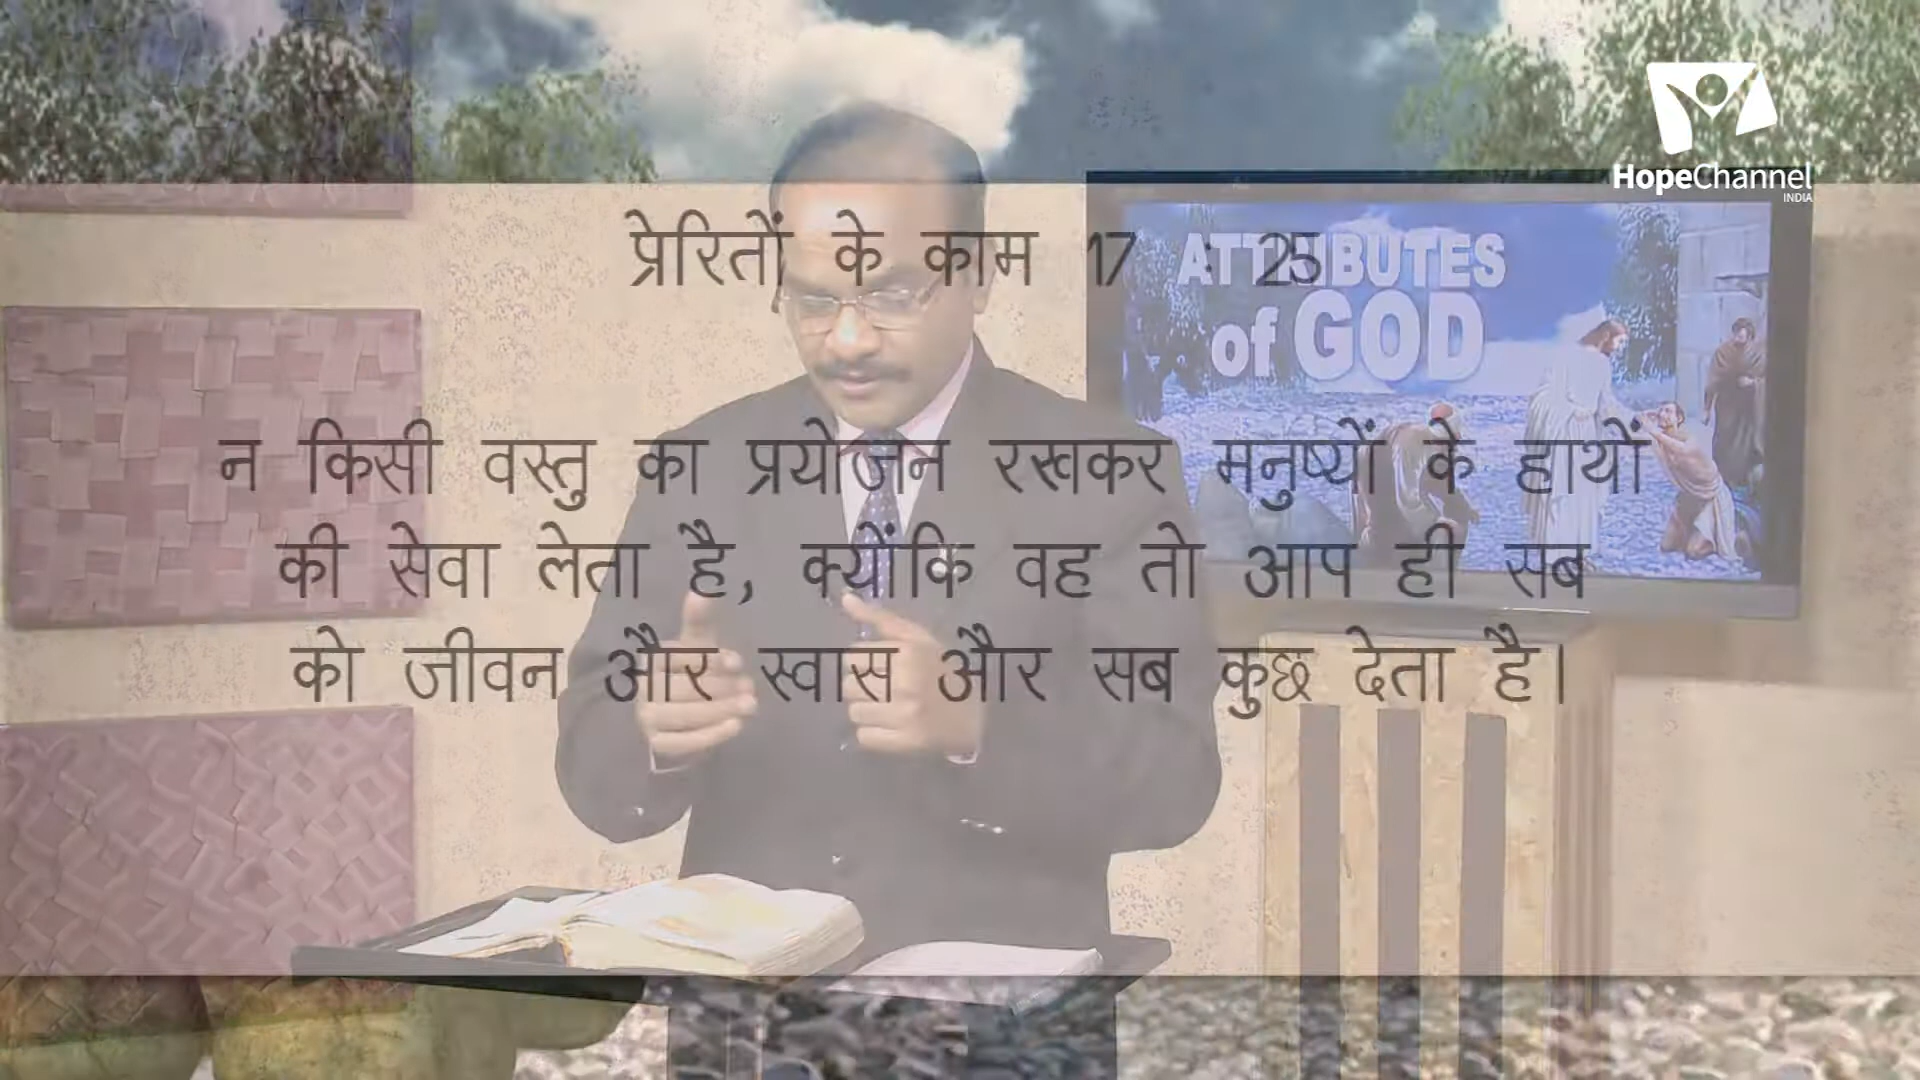 HopeChannel
INDIA
प्रेरितों के काम 17 : 25
ATTRIBUTES
of GOD
न किसी वस्तु का प्रयोजन रखकर मनुष्यों के हाथों
की सेवा लेता है, क्योंकि वह तो आप ही सब
को जीवन और स्वास और सब कुछ देता है।